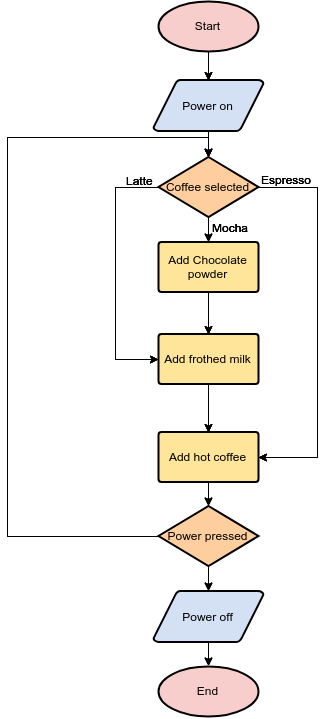 Start
Power on
Latte
Coffee selected
Espresso
Mocha
Add Chocolate
powder
Add frothed milk
Add hot coffee
Power pressed
Power off
End